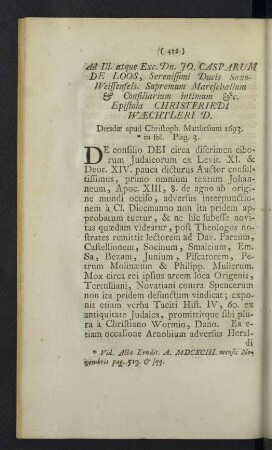 ( 412 )
Ad Ill. atque Exc. Dn. JO. CASPARUM
DE LOOS, Serenissimi Ducis Saxo-
Weissenfels. Supremum Mareschallum
& Consiliarium intimum &c.
Epistola CHRISTFRIEDI
WÆCHTLERI D.
Dresdæ apud Christoph. Matthesium 1693.
* in fol. Plag. 3.
DE consilio DEI circa discrimen cibo-
rum Judaicorum ex Levit. XI. &
Deut. XIV. pauca dicturus Auctor consul-
tissimus, primo omnium textum Johan-
neum, Apoc. XIII, 8. de agno ab origi-
ne mundi occiso, adversus interpunctio-
nem à Cl. Diecmanno non ita pridem ap-
probatam tuetur, & ne hic subesse novi-
tas quædam videatur, post Theologos no-
strates remittit lectorem ad Dav. Pareum,
Castellionem, Socinum, Smalcium, Em.
Sa, Bezam, Junium, Piscatorem, Pe-
trum Molinæum & Philipp. Mullerum.
Mox circa rei ipsius arcem loca Origenis,
Tertulliani, Novatiani contra Spencerum
non ita pridem defunctum vindicat; expo-
nit etiam verba Taciti Hist. IV, 60. ex
antiquitate Judaica, promittitque sibi plu-
ra à Christiano Wormio, Dano. Ea e-
tiam occasione Arnobium adversus Heral-
di
* Vid. Acta Erudit. A. MDCXCIII. mensis No-
vembris pag. 519. & sqq.